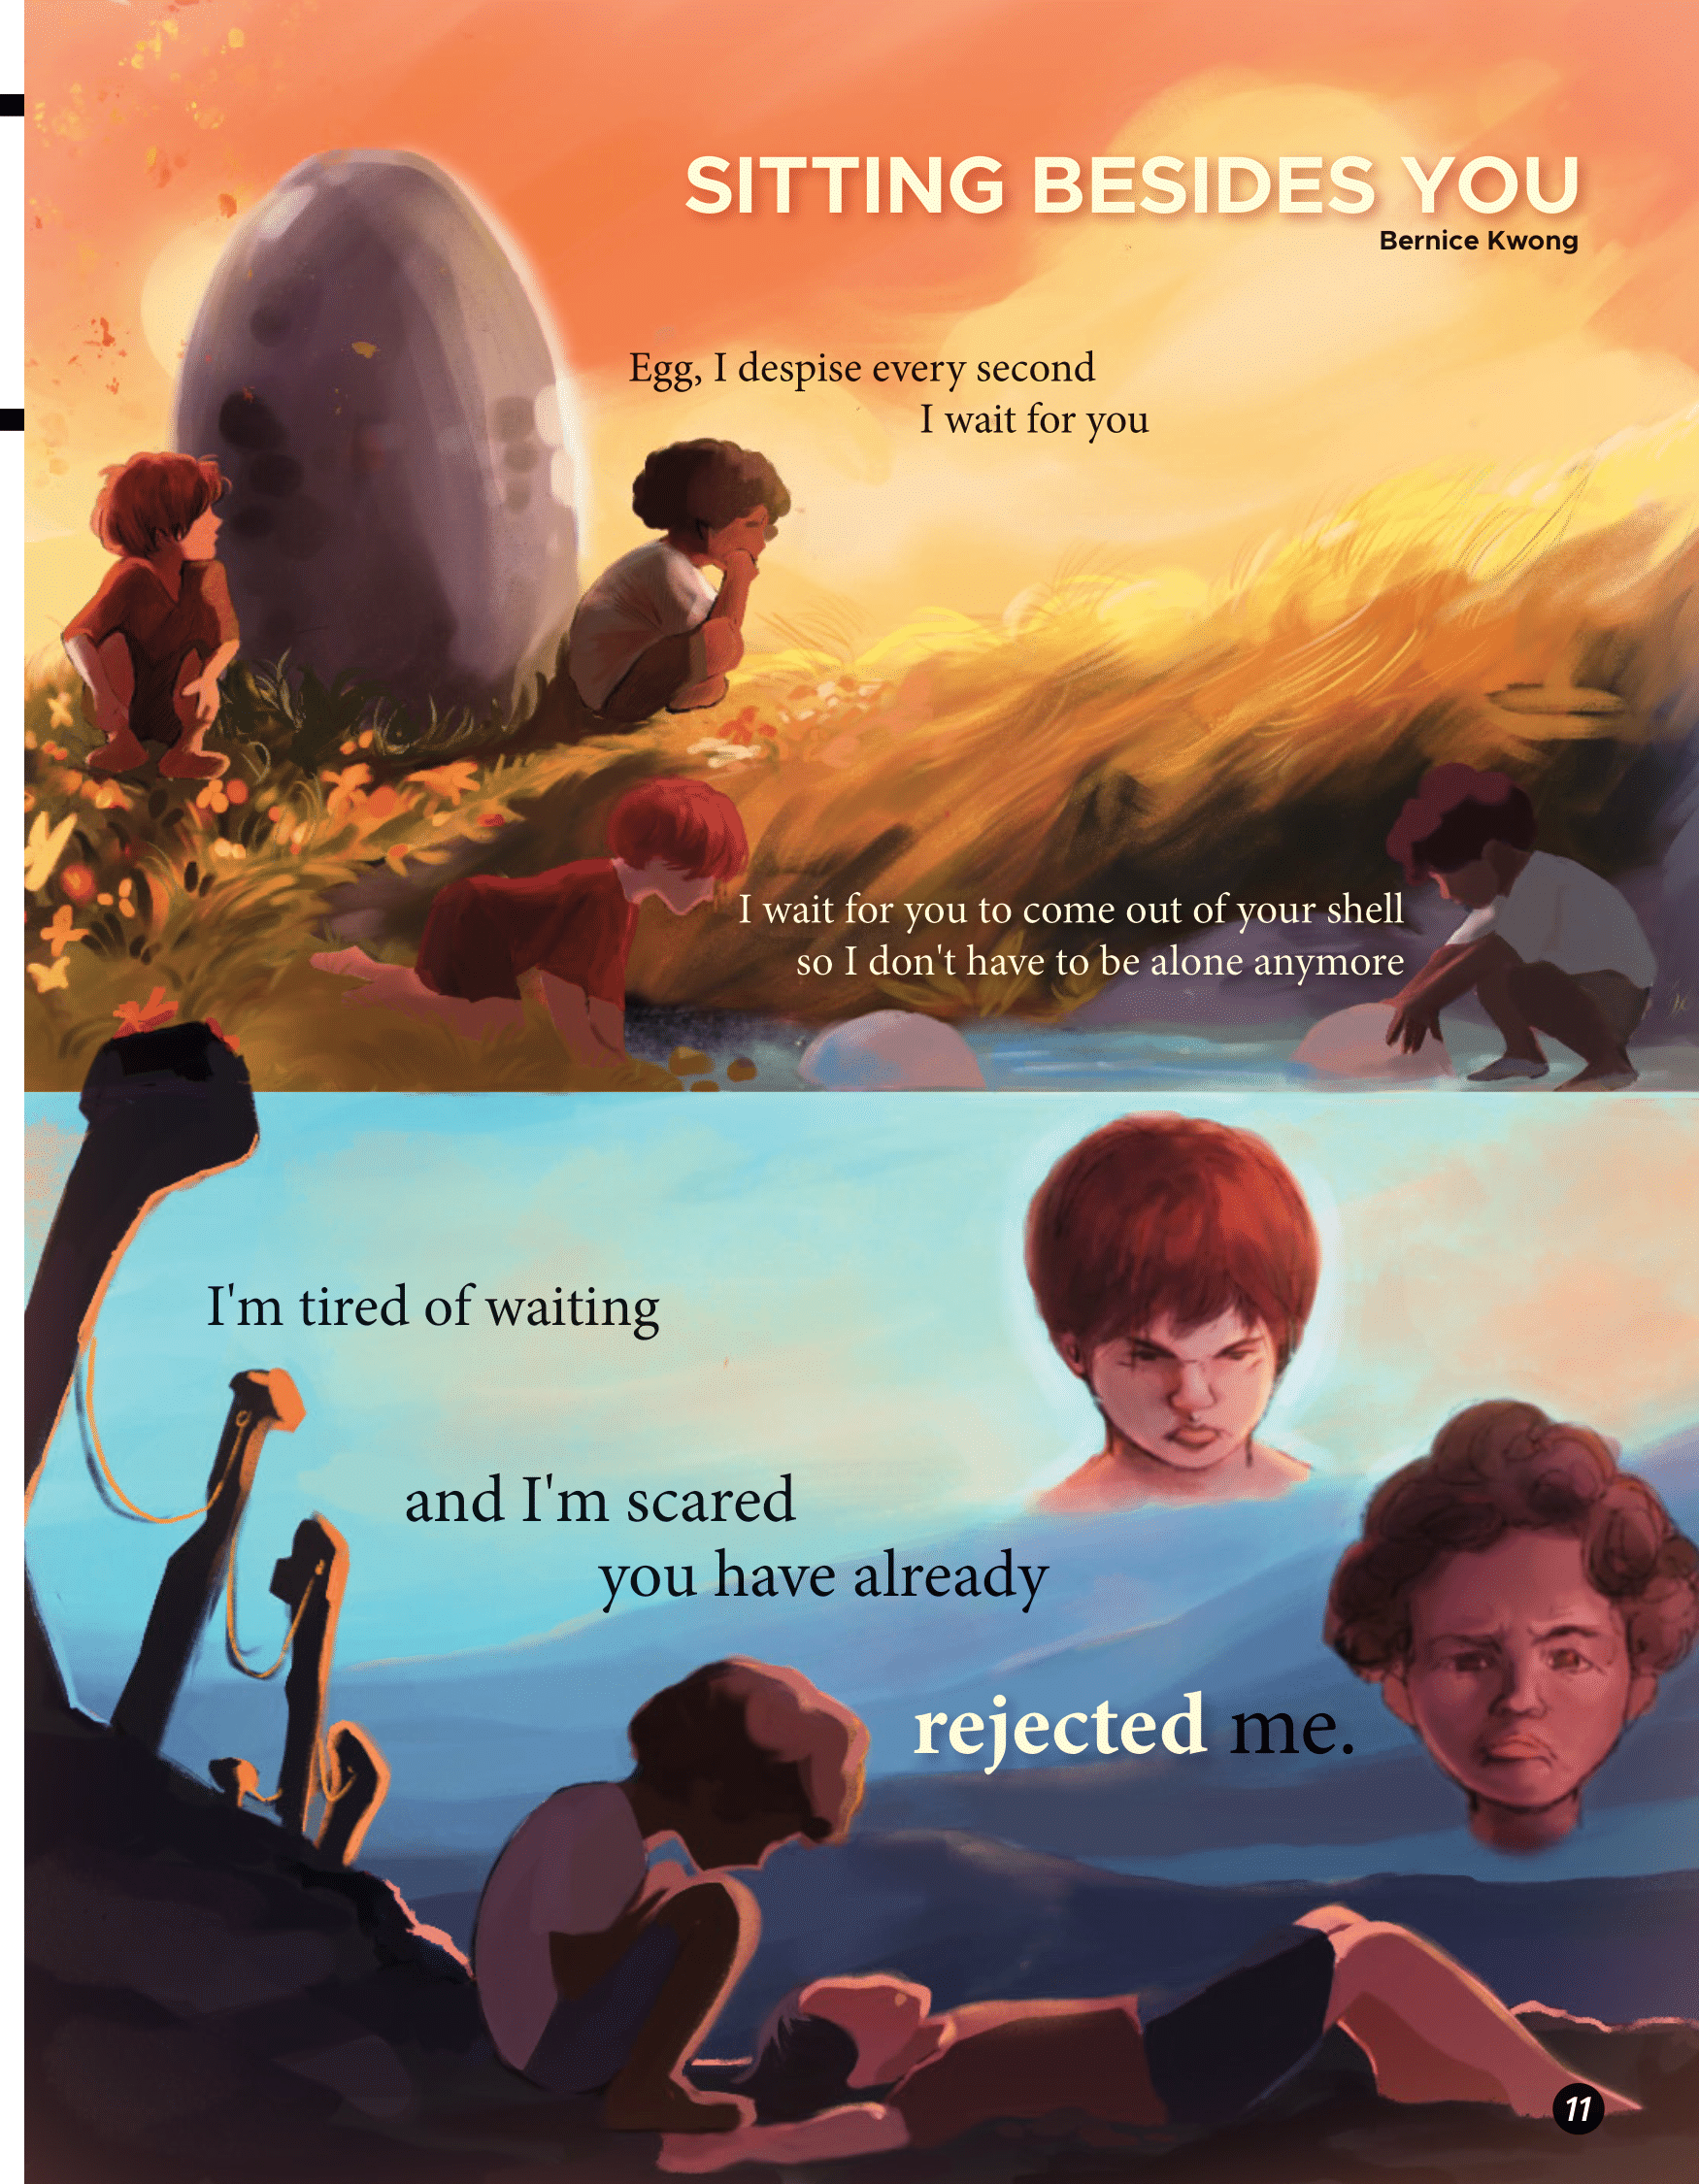 SITTING BESIDES YOU
Bernice Kwong
Egg, I despise every second
I wait for you
I wait for you to come out of your shell
so I don't have to be alone anymore
I'm tired of waiting
and I'm scared
you have already
rejected me.
11